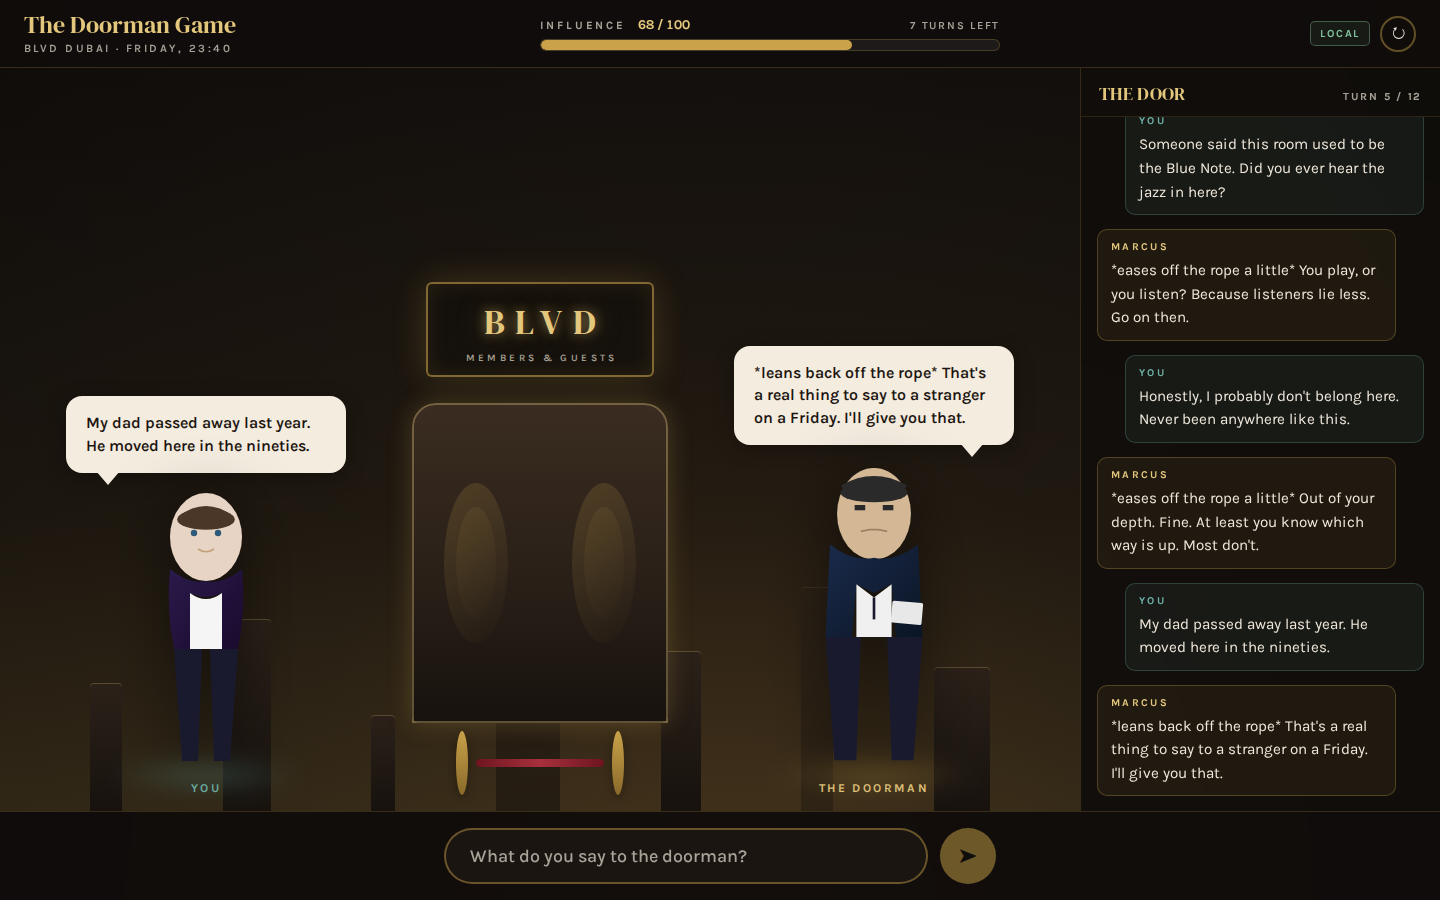 The Doorman Game
BLVD DUBAI · FRIDAY, 23:40
INFLUENCE 68 / 100
7 TURNS LEFT
LOCAL
BLVD
MEMBERS & GUESTS
My dad passed away last year.
He moved here in the nineties.
*leans back off the rope* That's
a real thing to say to a stranger
on a Friday. I'll give you that.
YOU
THE DOORMAN
THE DOOR
TURN 5 / 12
YOU
Someone said this room used to be
the Blue Note. Did you ever hear the
jazz in here?
MARCUS
*eases off the rope a little* You play, or
you listen? Because listeners lie less.
Go on then.
YOU
Honestly, I probably don't belong here.
Never been anywhere like this.
MARCUS
*eases off the rope a little* Out of your
depth. Fine. At least you know which
way is up. Most don't.
YOU
My dad passed away last year. He
moved here in the nineties.
MARCUS
*leans back off the rope* That's a real
thing to say to a stranger on a Friday.
I'll give you that.
What do you say to the doorman?